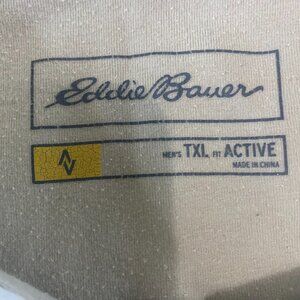 Eddie Bauer
MEN'S TXL FIT ACTIVE
MADE IN CHINA